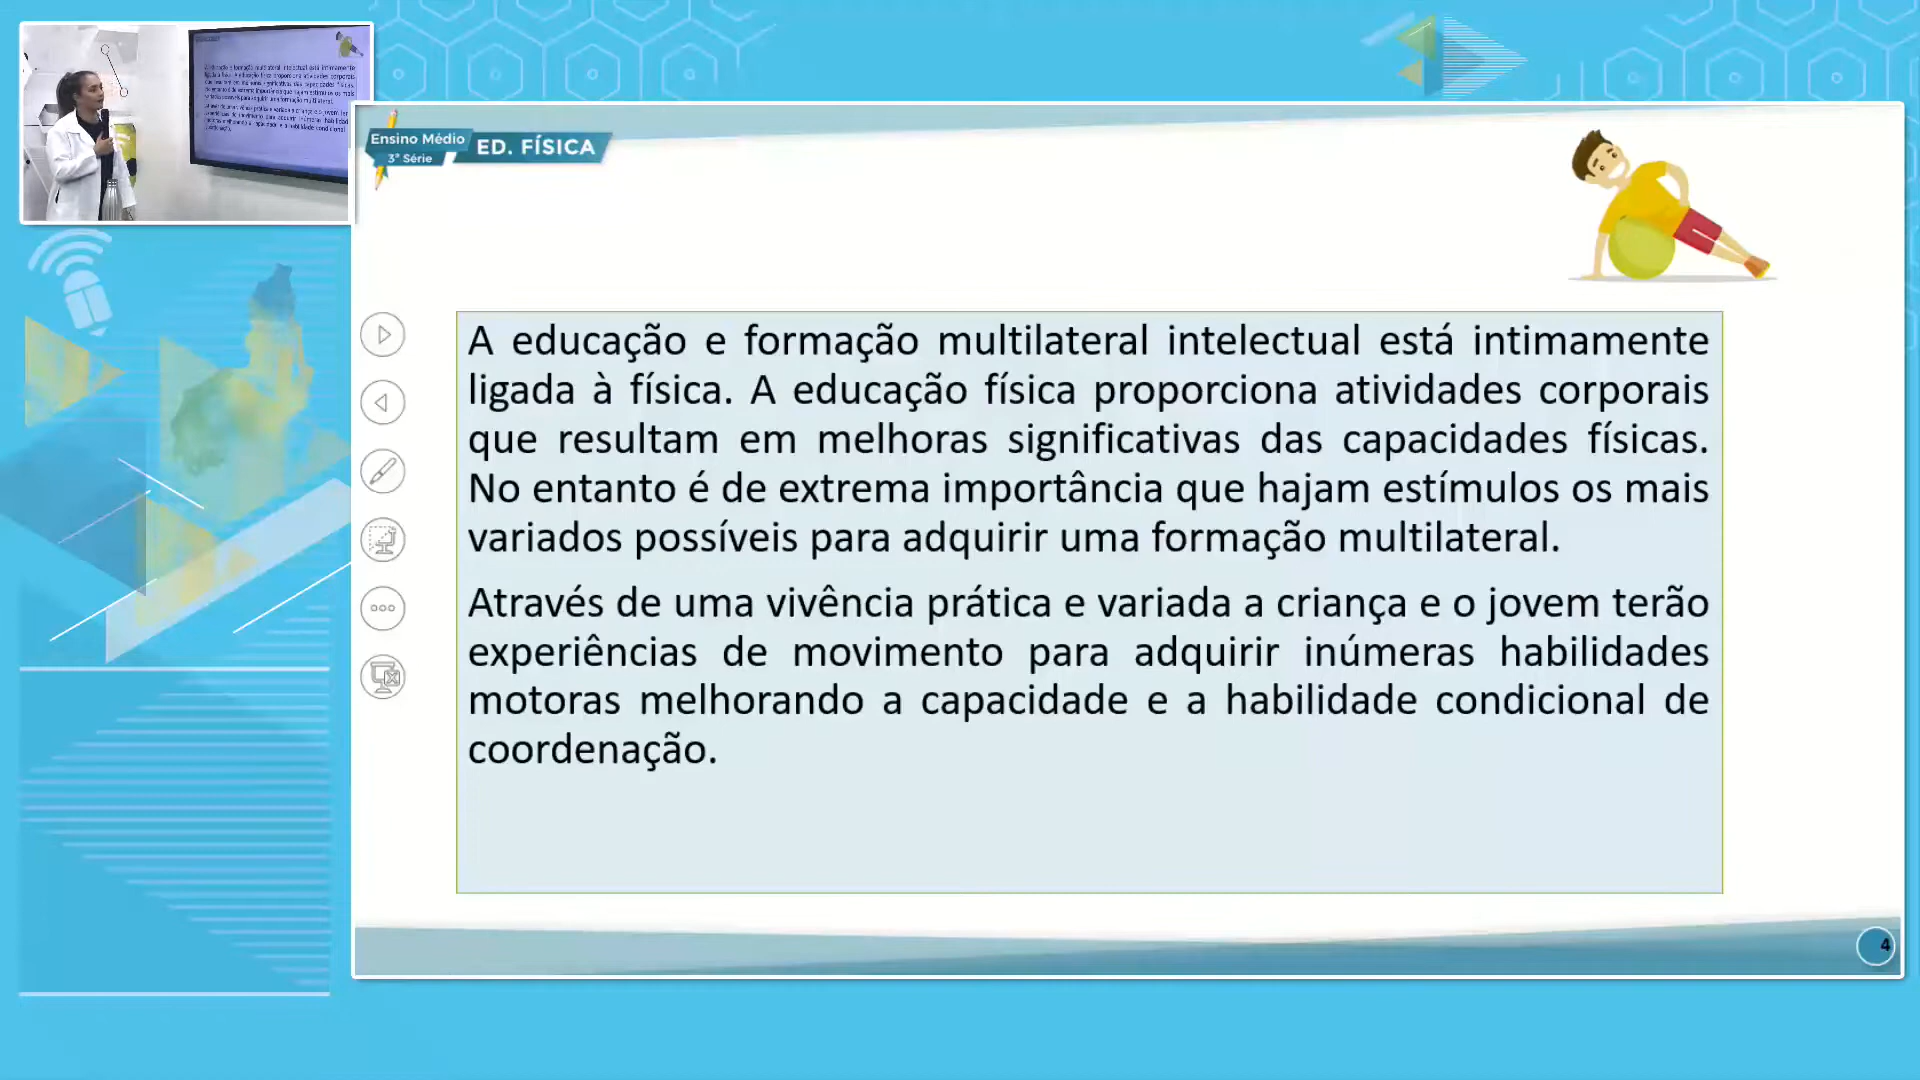 Ensino Médio
3ª Série
ED. FÍSICA
A educação e formação multilateral intelectual está intimamente
ligada à física. A educação física proporciona atividades corporais
que resultam em melhoras significativas das capacidades físicas.
No entanto é de extrema importância que hajam estímulos os mais
variados possíveis para adquirir uma formação multilateral.
Através de uma vivência prática e variada a criança e o jovem terão
experiências de movimento para adquirir inúmeras habilidades
motoras melhorando a capacidade e a habilidade condicional de
coordenação.
4